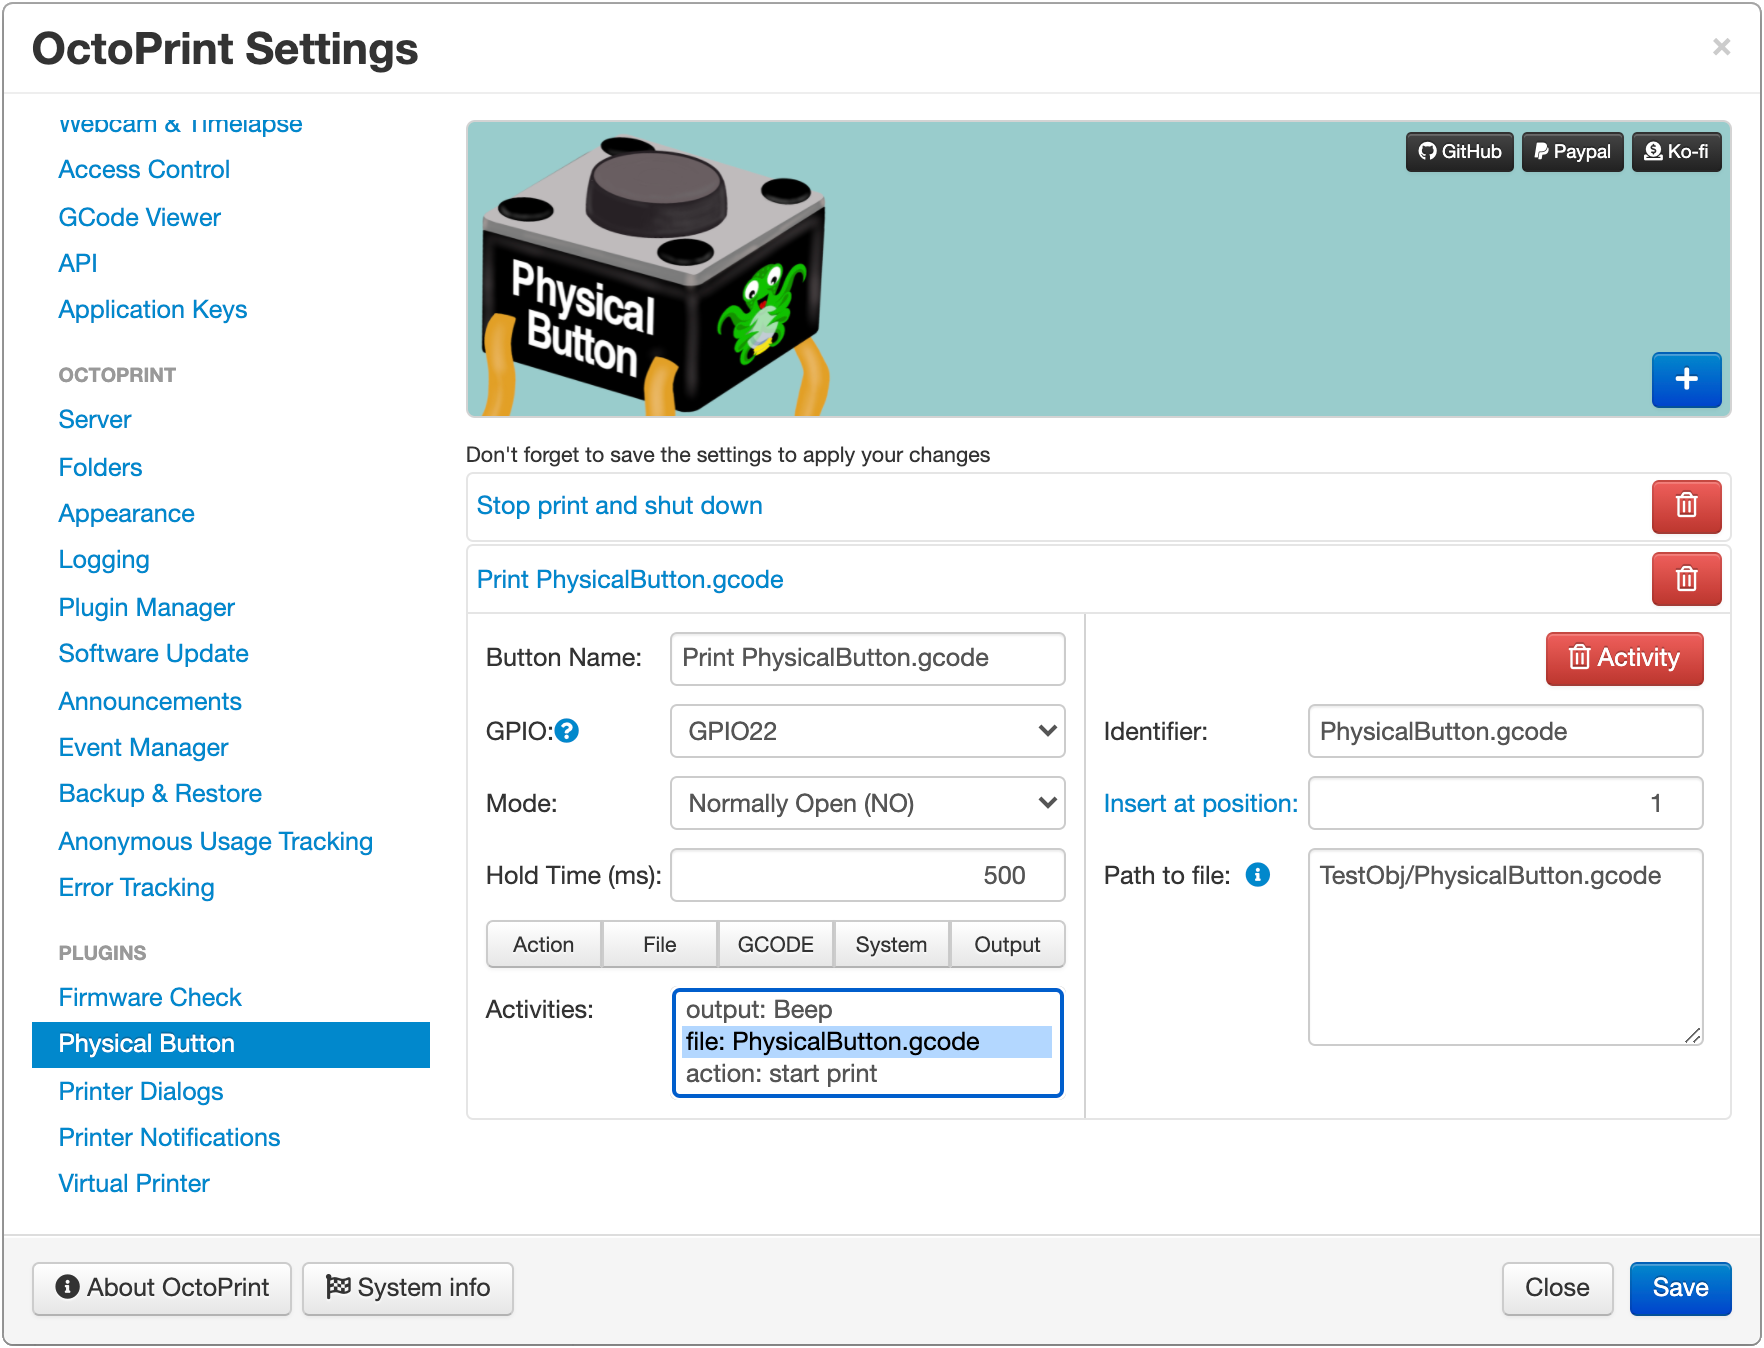 OctoPrint Settings
×
Webcam & Timelapse
Access Control
GCode Viewer
API
Application Keys
OCTOPRINT
Server
Folders
Appearance
Logging
Plugin Manager
Software Update
Announcements
Event Manager
Backup & Restore
Anonymous Usage Tracking
Error Tracking
PLUGINS
Firmware Check
Physical Button
Printer Dialogs
Printer Notifications
Virtual Printer
Physical
Button
GitHub
Paypal
Ko-fi
+
Don't forget to save the settings to apply your changes
Stop print and shut down
Print PhysicalButton.gcode
Button Name: Print PhysicalButton.gcode
GPIO: GPIO22
Mode: Normally Open (NO)
Hold Time (ms): 500
Action File GCODE System Output
Activities:
output: Beep
file: PhysicalButton.gcode
action: start print
Activity
Identifier: PhysicalButton.gcode
Insert at position: 1
Path to file: TestObj/PhysicalButton.gcode
About OctoPrint
System info
Close
Save